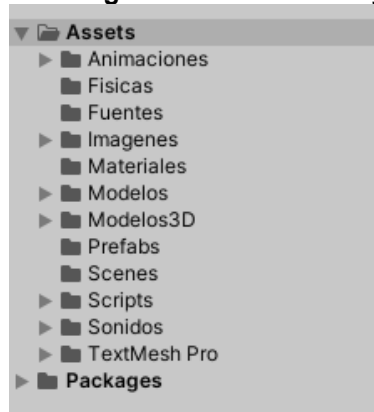 Assets
Animaciones
Fisicas
Fuentes
Imagenes
Materiales
Modelos
Modelos3D
Prefabs
Scenes
Scripts
Sonidos
TextMesh Pro
Packages